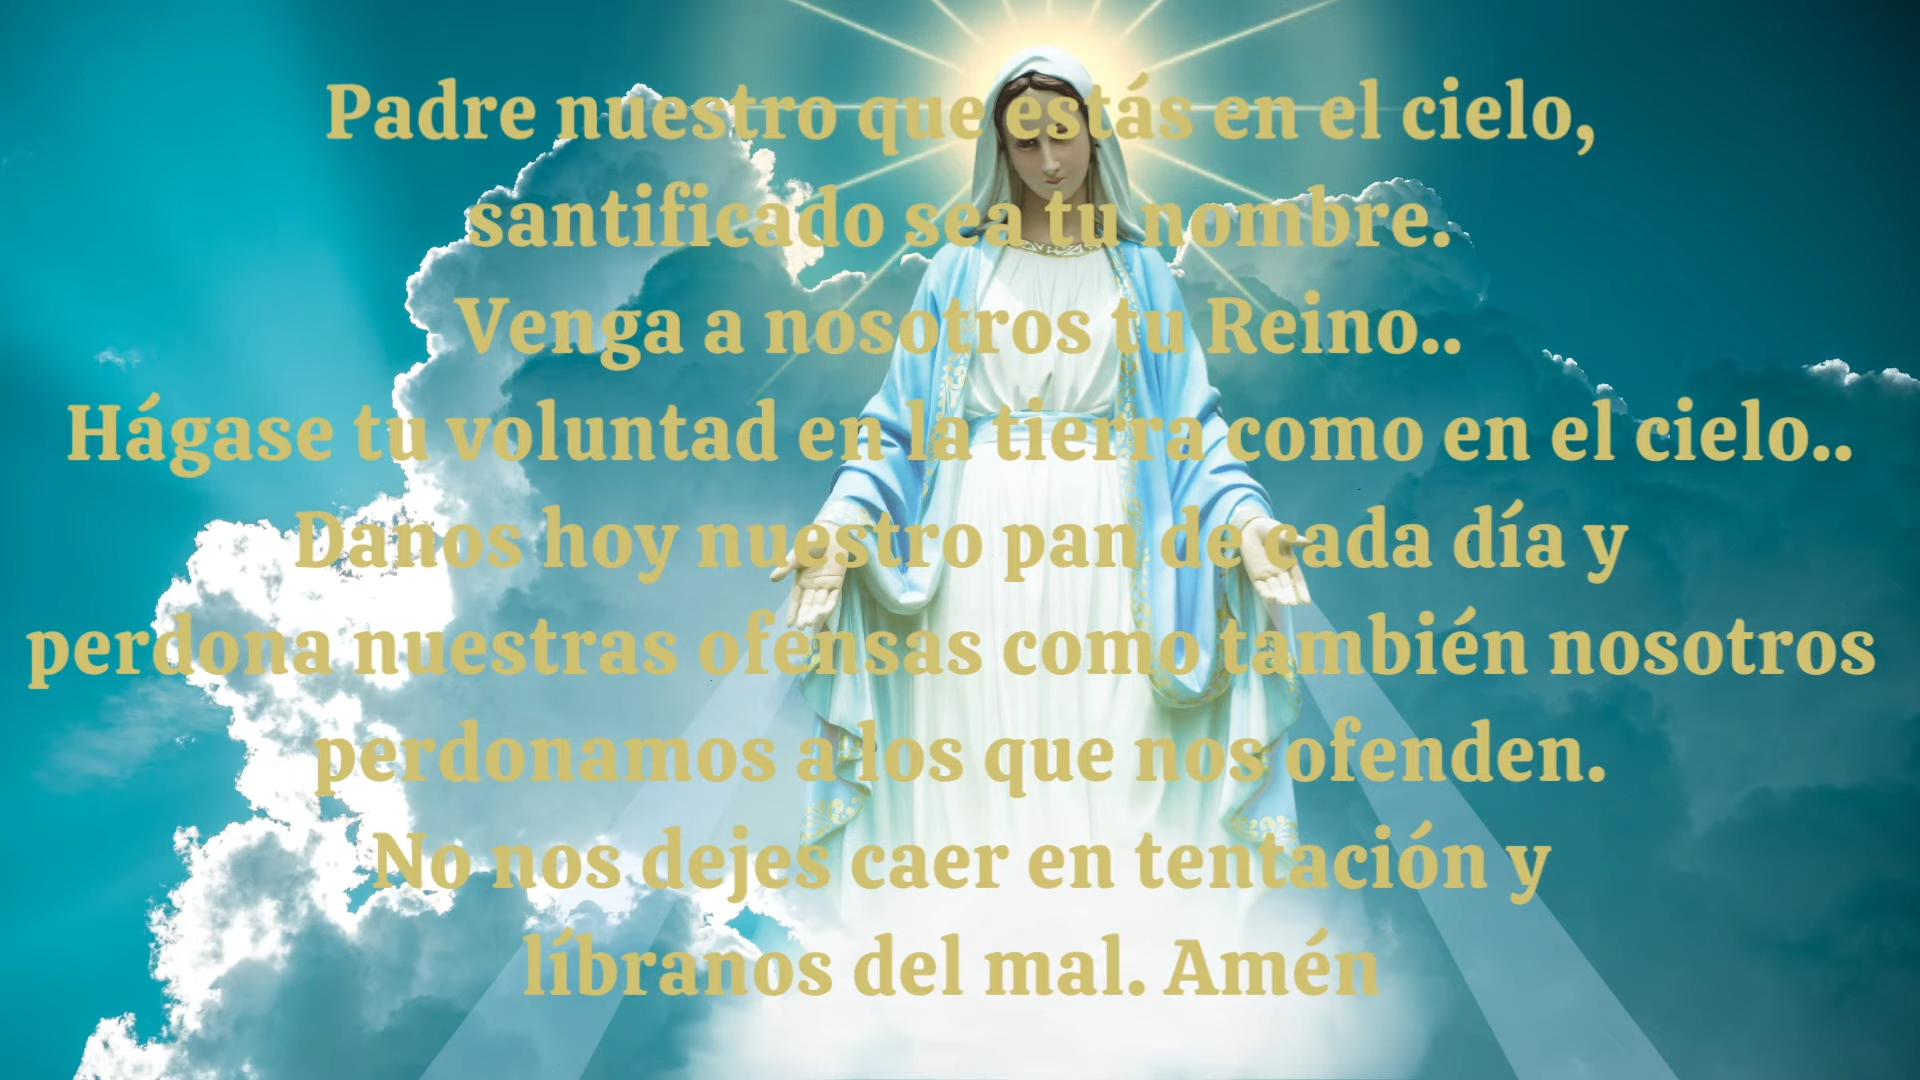 Padre nuestro que estás en el cielo,
santificado sea tu nombre.
Venga a nosotros tu Reino..
Hágase tu voluntad en la tierra como en el cielo..
Danos hoy nuestro pan de cada día y
perdona nuestras ofensas como también nosotros
perdonamos a los que nos ofenden.
No nos dejes caer en tentación y
líbranos del mal. Amén